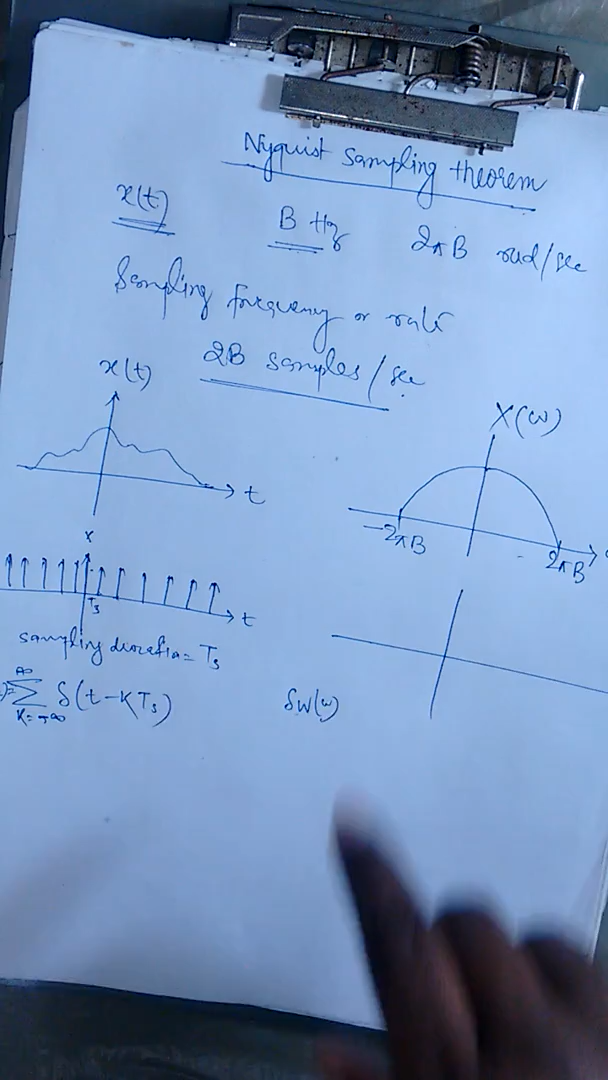 Nyquist Sampling theorem
x(t) B Hz 2πB rad/sec
Sampling frequency or rate
2B samples/sec
x(t)
t
X(ω)
-2πB 2πB
Ts
t
sampling duration = Ts
∞
=∑ δ(t-KTs)
K=-∞
δω(ω)